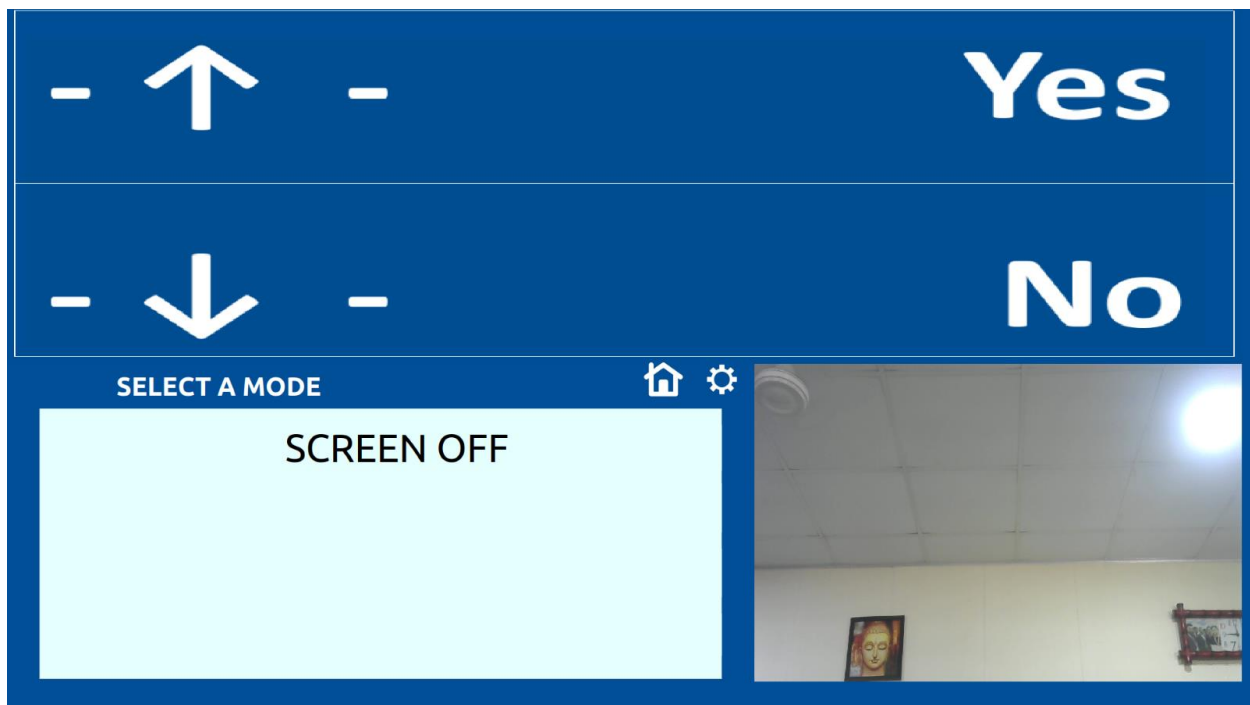 - ↑ - Yes
- ↓ - No
SELECT A MODE
SCREEN OFF